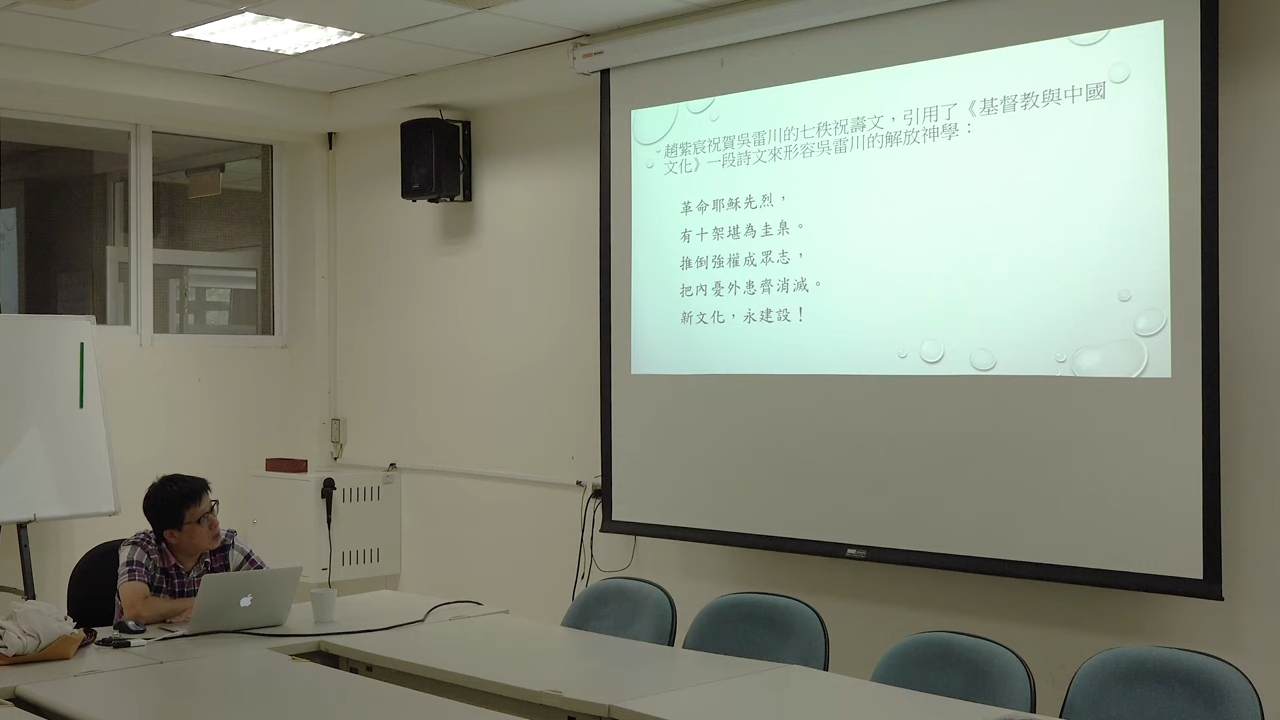 趙紫宸祝賀吳雷川的七秩祝壽文，引用了《基督教與中國
文化》一段詩文來形容吳雷川的解放神學：
革命耶穌先烈，
有十架堪為圭臬。
推倒強權成眾志，
把內憂外患齊消滅。
新文化，永建設！